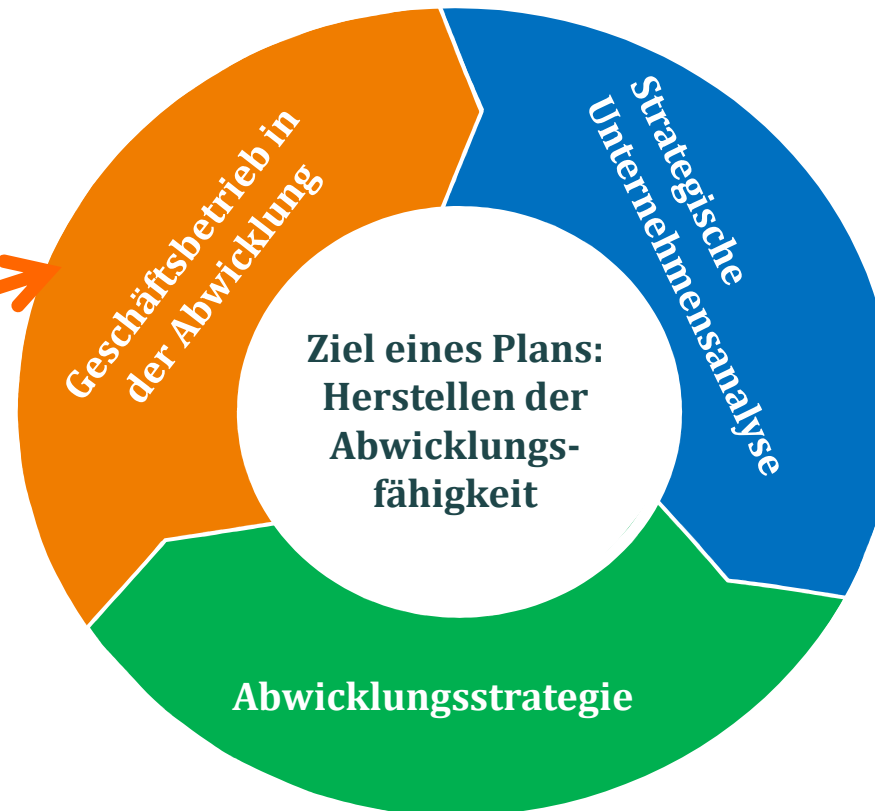 Geschäftsbetrieb in
der Abwicklung
Strategische
Unternehmensanalyse
Ziel eines Plans:
Herstellen der
Abwicklungs-
fähigkeit
Abwicklungsstrategie